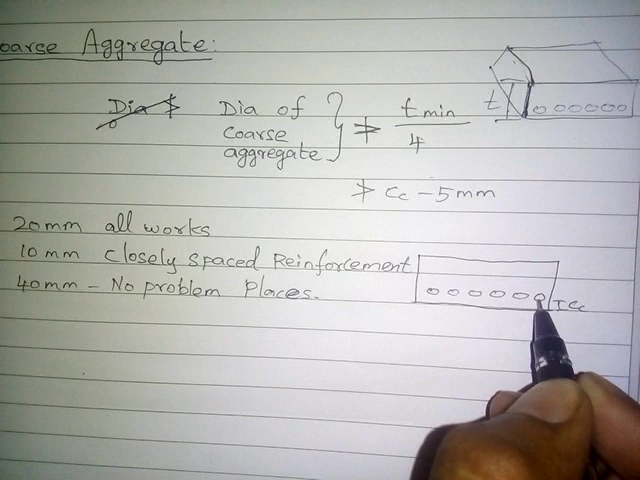 oarse Aggregate:
t
Dia ≯ Dia of coarse aggregate } ≯ tmin/4
≯ Cc - 5mm
20mm all works
10mm closely spaced Reinforcement
40mm - No problem Places.
Cc